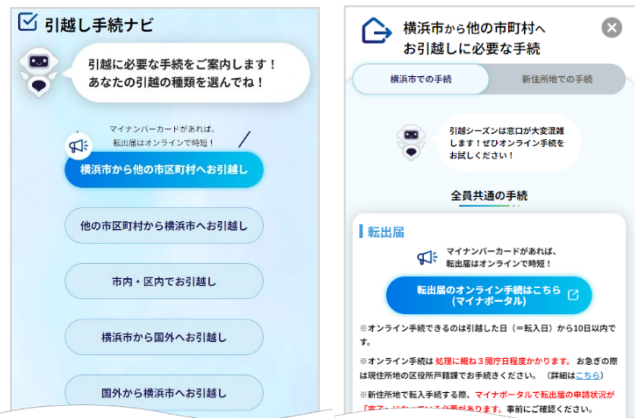 引越し手続ナビ
引越に必要な手続をご案内します！
あなたの引越の種類を選んでね！
マイナンバーカードがあれば、
転出届はオンラインで時短！
横浜市から他の市区町村へお引越し
他の市区町村から横浜市へお引越し
市内・区内でお引越し
横浜市から国外へお引越し
国外から横浜市へお引越し
横浜市から他の市町村へ
お引越しに必要な手続
横浜市での手続
新住所地での手続
引越シーズンは窓口が大変混雑
します！ぜひオンライン手続を
お試しください！
全員共通の手続
転出届
マイナンバーカードがあれば、
転出届はオンラインで時短！
転出届のオンライン手続はこちら
(マイナポータル)
※オンライン手続できるのは引越した日（＝転入日）から10日以内で
す。
※オンライン手続は 処理に概ね３開庁日程度かかります。 お急ぎの際
は現住所地の区役所戸籍課でお手続きください。（詳細はこちら）
※新住所地で転入手続する際、マイナポータルで転出届の申請状況が
「完了」になっている必要があります。事前にご確認ください。